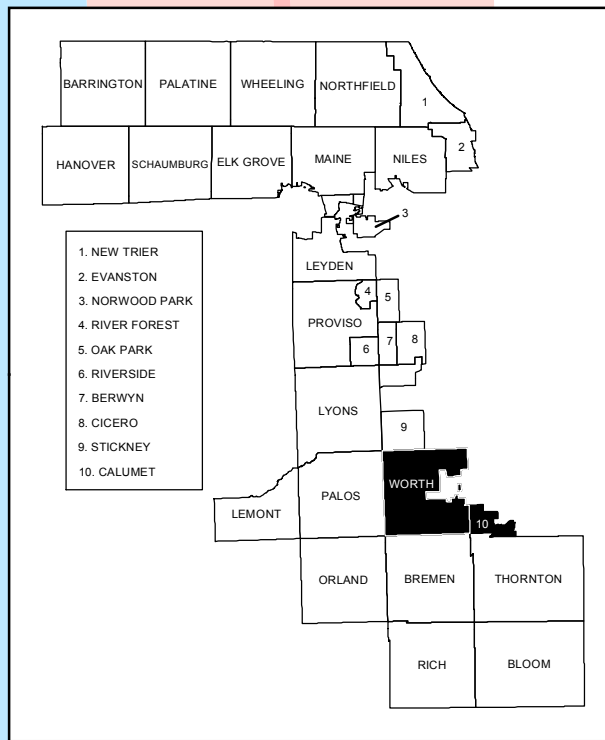 BARRINGTON PALATINE WHEELING NORTHFIELD
1
2
HANOVER SCHAUMBURG ELK GROVE MAINE NILES
3
LEYDEN
1. NEW TRIER
2. EVANSTON
3. NORWOOD PARK
4. RIVER FOREST
5. OAK PARK
6. RIVERSIDE
7. BERWYN
8. CICERO
9. STICKNEY
10. CALUMET
4
5
PROVISO
6
7
8
LYONS
9
WORTH
PALOS
LEMONT
10
ORLAND BREMEN THORNTON
RICH BLOOM